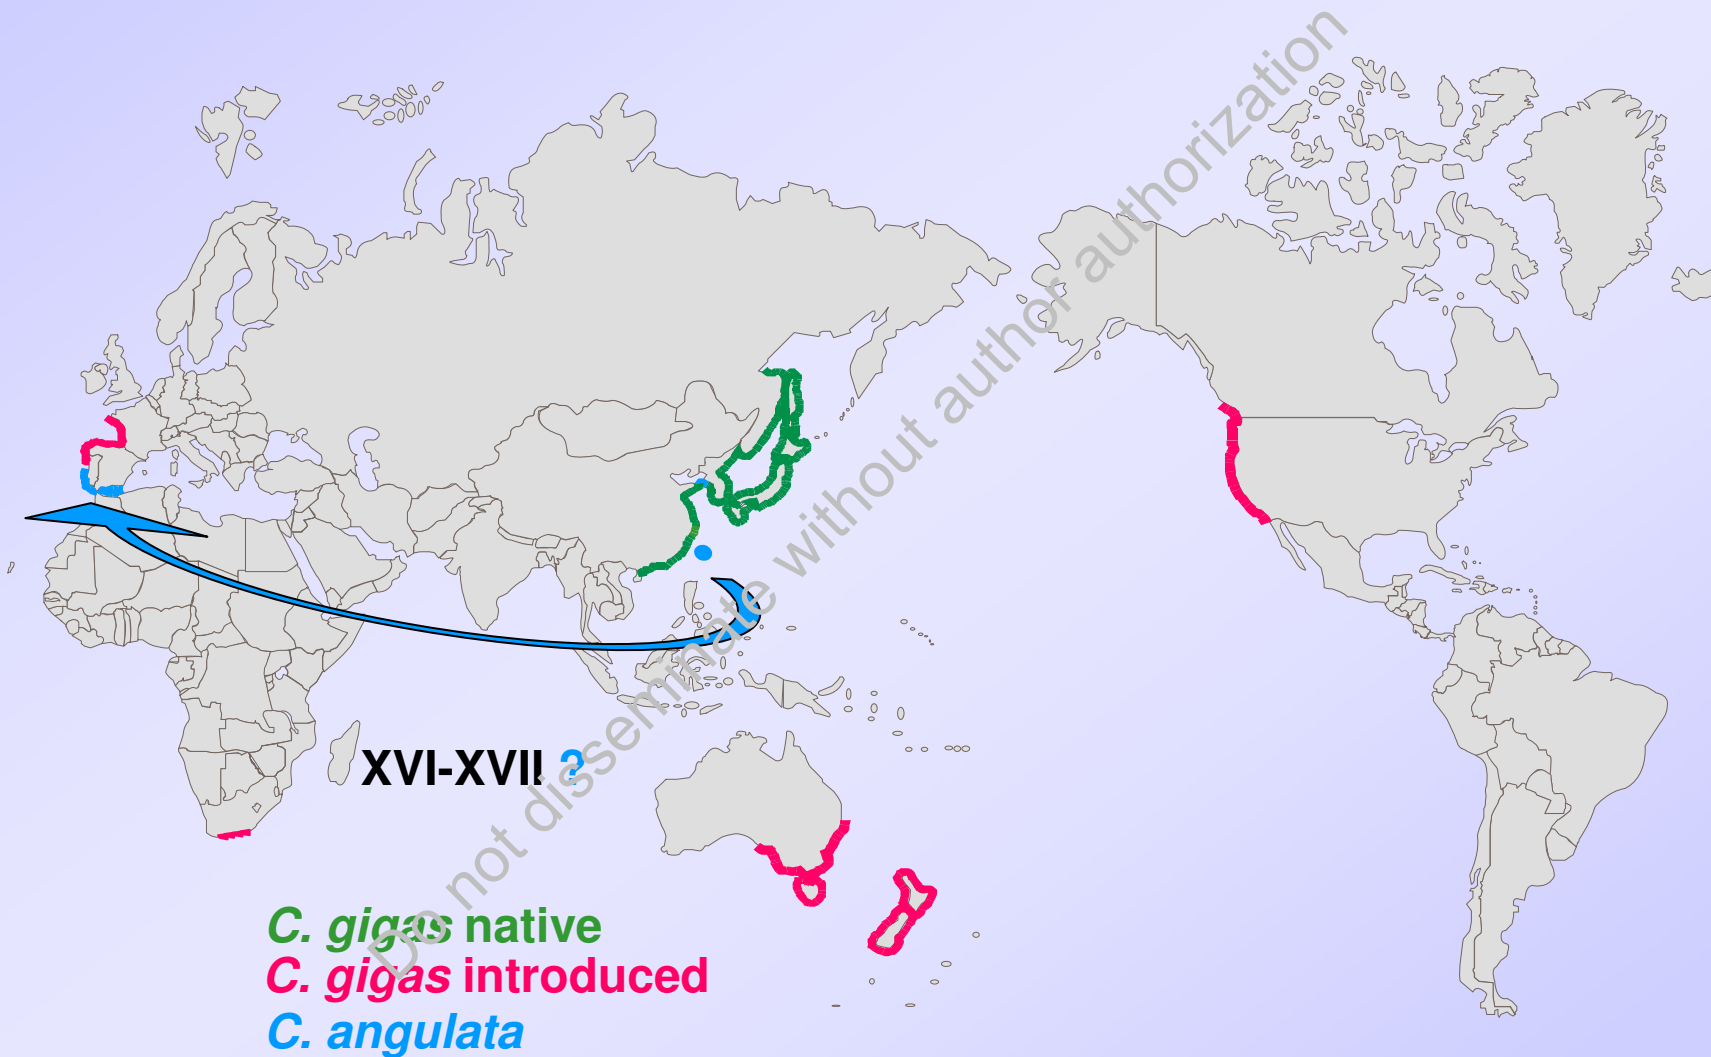 Do not disseminate without author authorization
XVI-XVII ?
C. gigas native
C. gigas introduced
C. angulata